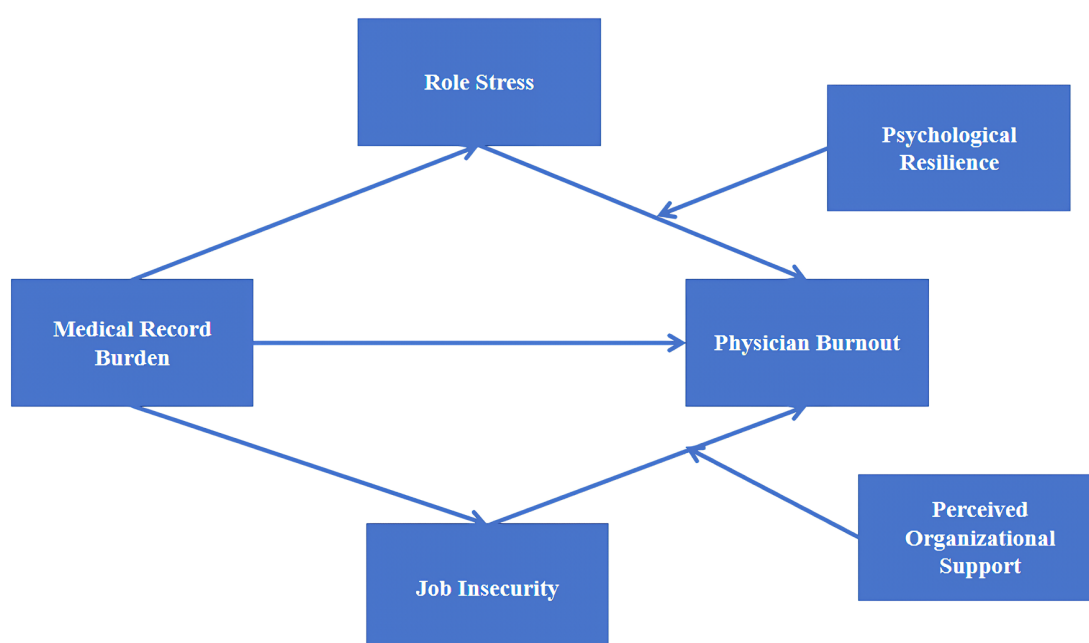 Role Stress
Psychological
Resilience
Medical Record
Burden
Physician Burnout
Job Insecurity
Perceived
Organizational
Support